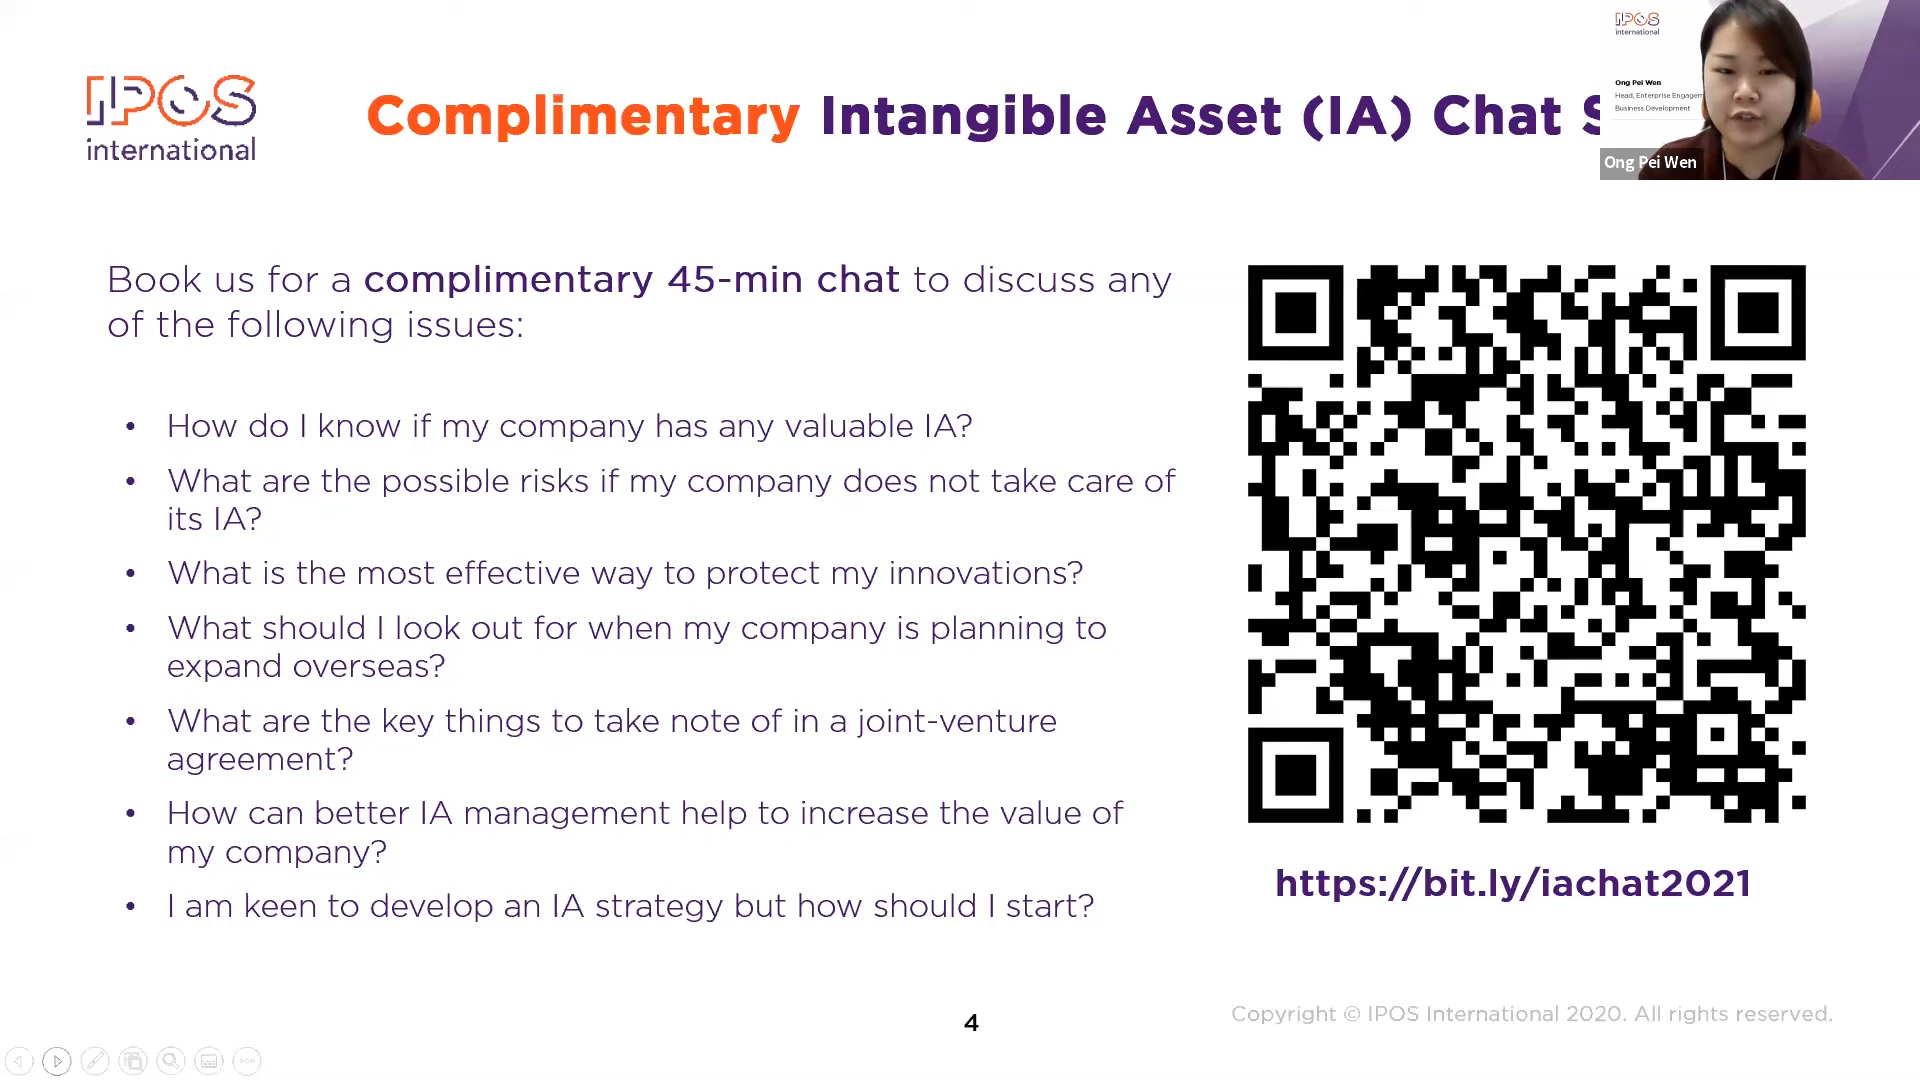 IPOS
international
Complimentary Intangible Asset (IA) Chat
IPOS
international
Ong Pei Wen
Head, Enterprise
Business Development
Ong Pei Wen
Book us for a complimentary 45-min chat to discuss any
of the following issues:
• How do I know if my company has any valuable IA?
• What are the possible risks if my company does not take care of
its IA?
• What is the most effective way to protect my innovations?
• What should I look out for when my company is planning to
expand overseas?
• What are the key things to take note of in a joint-venture
agreement?
• How can better IA management help to increase the value of
my company?
• I am keen to develop an IA strategy but how should I start?
https://bit.ly/iachat2021
4
Copyright © IPOS International 2020. All rights reserved.